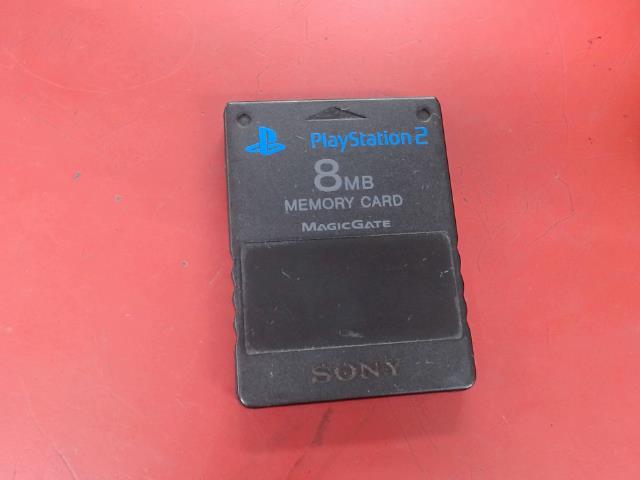 PlayStation 2
8MB
MEMORY CARD
MAGICGATE
SONY